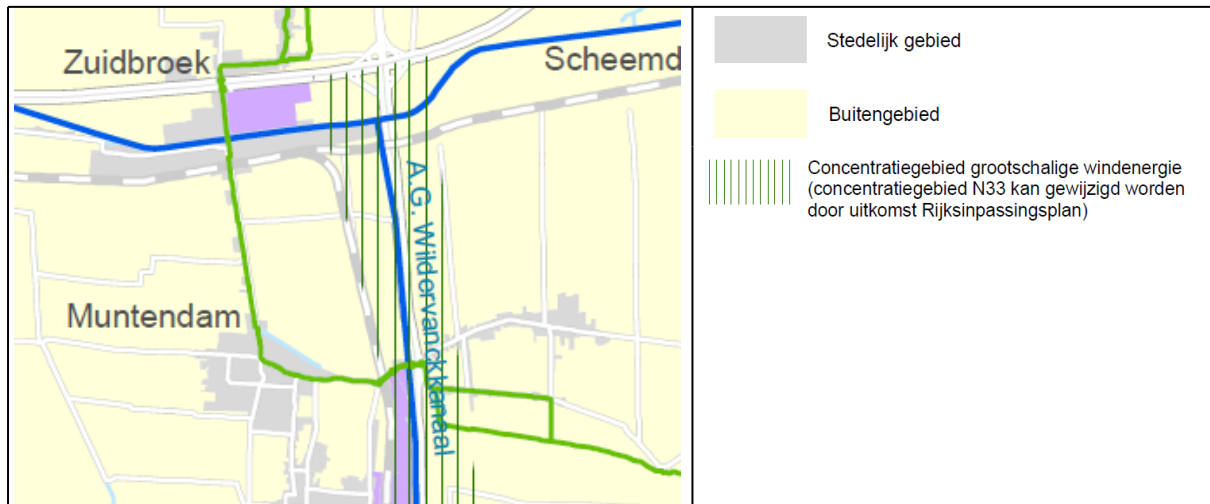 Zuidbroek
Scheemd
A.G. Wildervanckkanaal
Muntendam
Stedelijk gebied
Buitengebied
Concentratiegebied grootschalige windenergie
(concentratiegebied N33 kan gewijzigd worden
door uitkomst Rijksinpassingsplan)